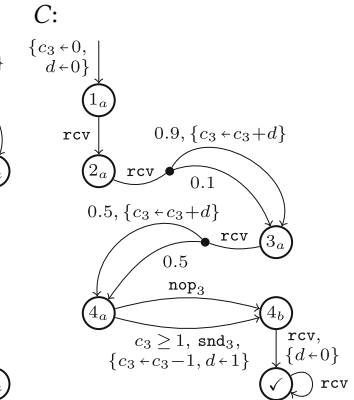 C:
{c₃←0,
d←0}
1ₐ
rcv
0.9, {c₃←c₃+d}
2ₐ
rcv
0.1
0.5, {c₃←c₃+d}
rcv
3ₐ
0.5
nop₃
4ₐ
4_b
c₃ ≥ 1, snd₃,
{c₃←c₃−1, d←1}
rcv,
{d←0}
✓
rcv